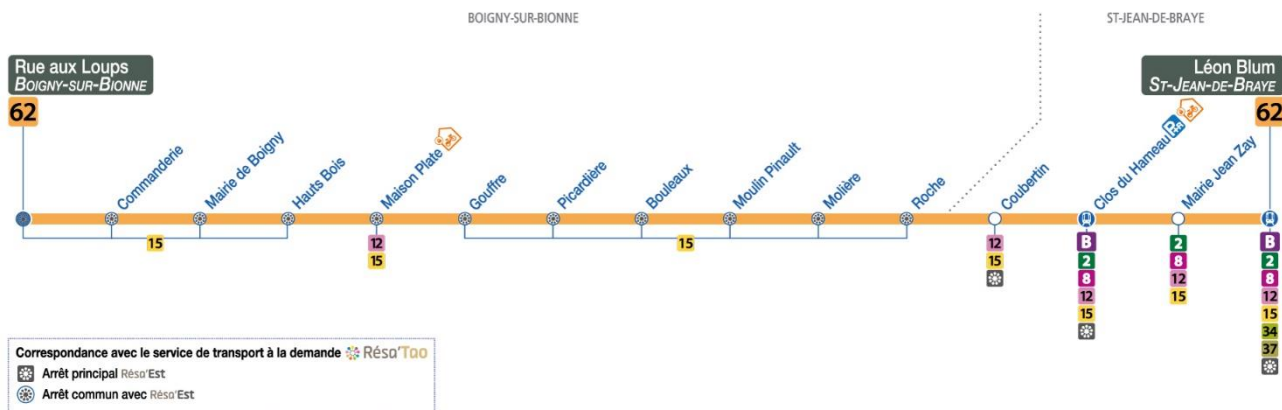 BOIGNY-SUR-BIONNE
ST-JEAN-DE-BRAYE
Rue aux Loups
BOIGNY-SUR-BIONNE
62
Léon Blum
ST-JEAN-DE-BRAYE
62
Commanderie
Mairie de Boigny
Hauts Bois
Maison Plate
Gouffre
Picardière
Bouleaux
Moulin Pinault
Molière
Roche
Coubertin
Clos du Hameau
P+R
Mairie Jean Zay
15
12
15
15
12
15
B
2
8
12
15
2
8
12
15
B
2
8
12
15
34
37
Correspondance avec le service de transport à la demande Résa'Tao
Arrêt principal Résa'Est
Arrêt commun avec Résa'Est